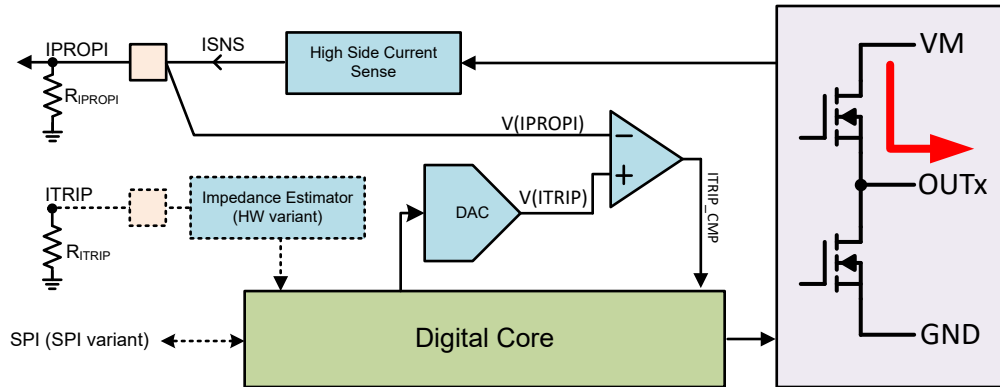 IPROPI
ISNS
High Side Current
Sense
VM
RIPROPI
V(IPROPI)
−
+
ITRIP_CMP
ITRIP
Impedance Estimator
(HW variant)
DAC
V(ITRIP)
OUTx
RITRIP
SPI (SPI variant)
Digital Core
GND